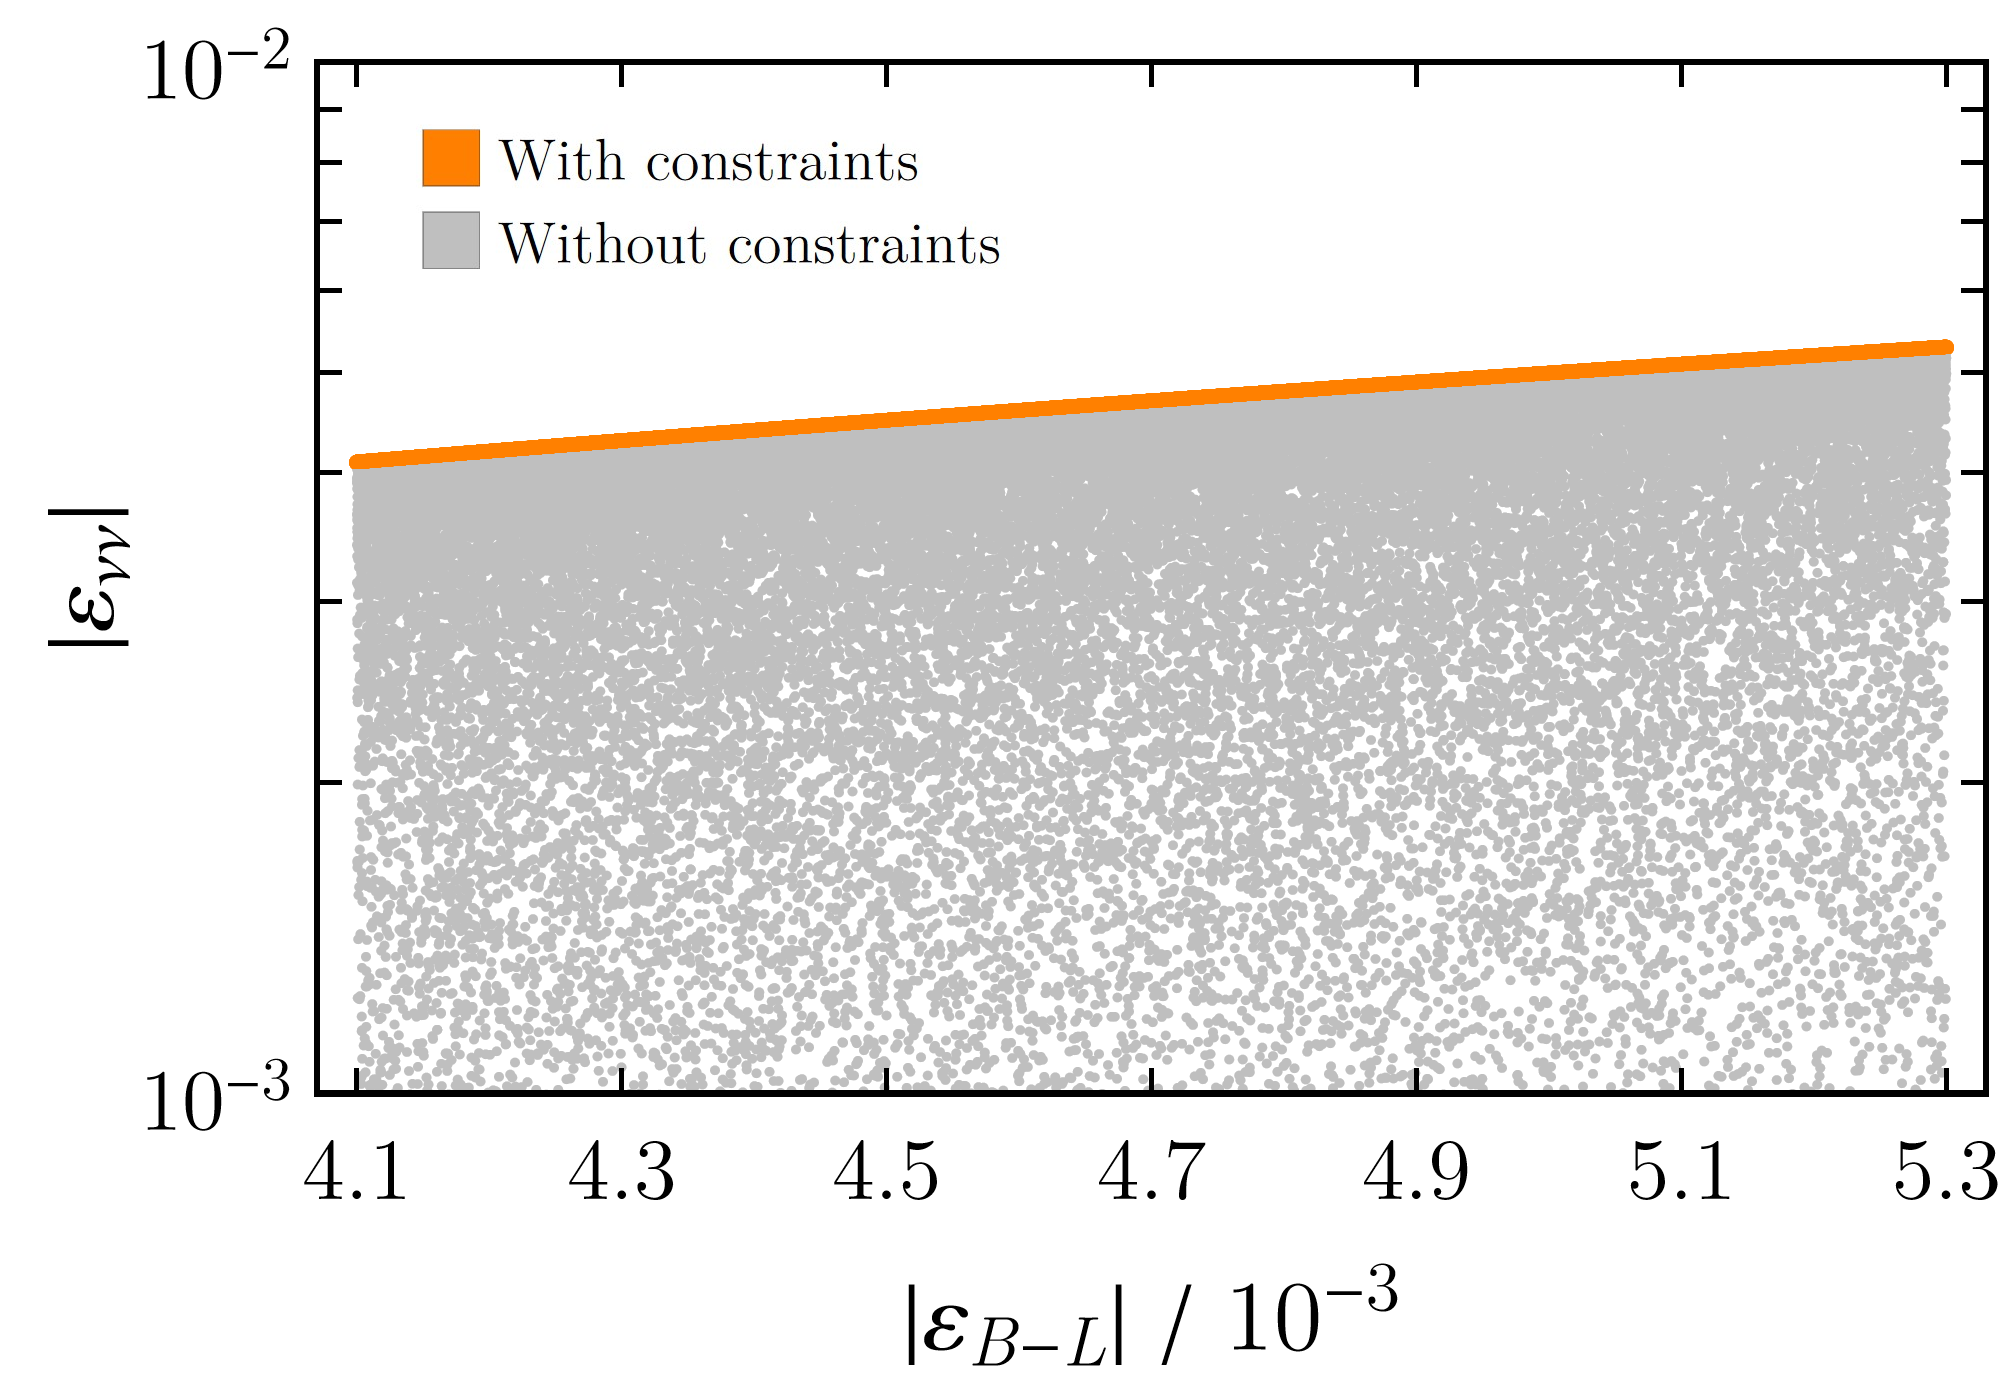 10⁻²
With constraints
Without constraints
|ε_νν|
10⁻³
4.1 4.3 4.5 4.7 4.9 5.1 5.3
|ε_B−L| / 10⁻³